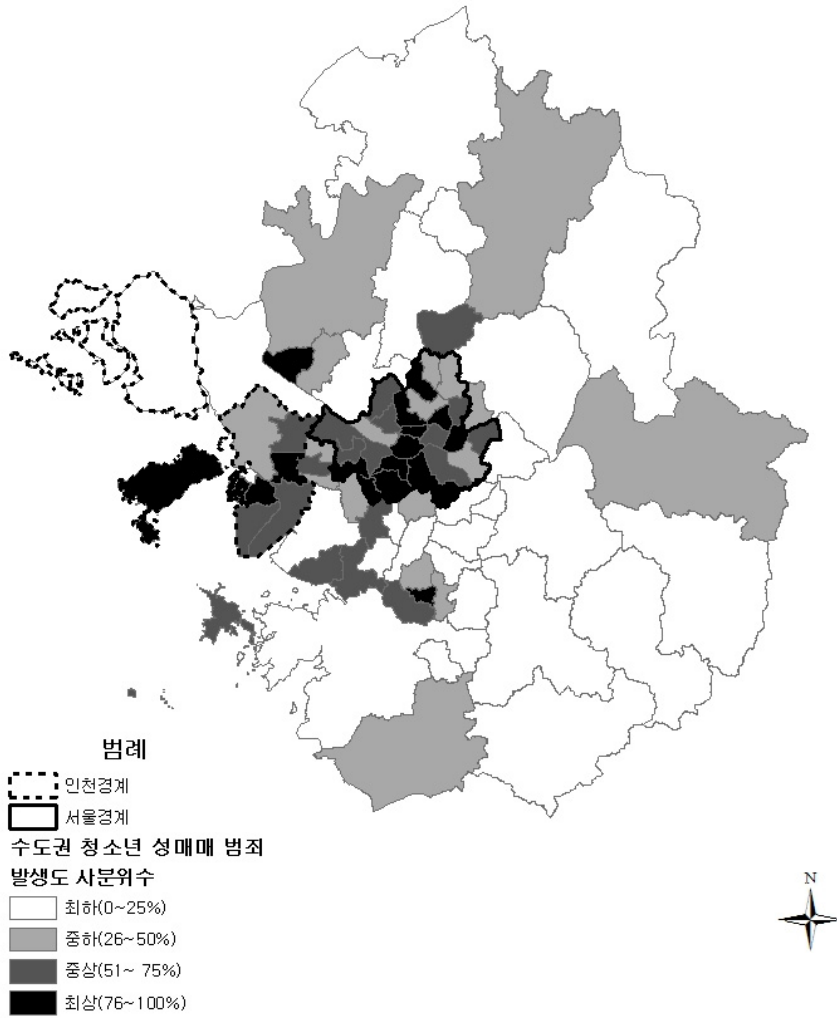 범례
인천경계
서울경계
수도권 청소년 성매매 범죄
발생도 사분위수
최하(0~25%)
중하(26~50%)
중상(51~ 75%)
최상(76~100%)
N